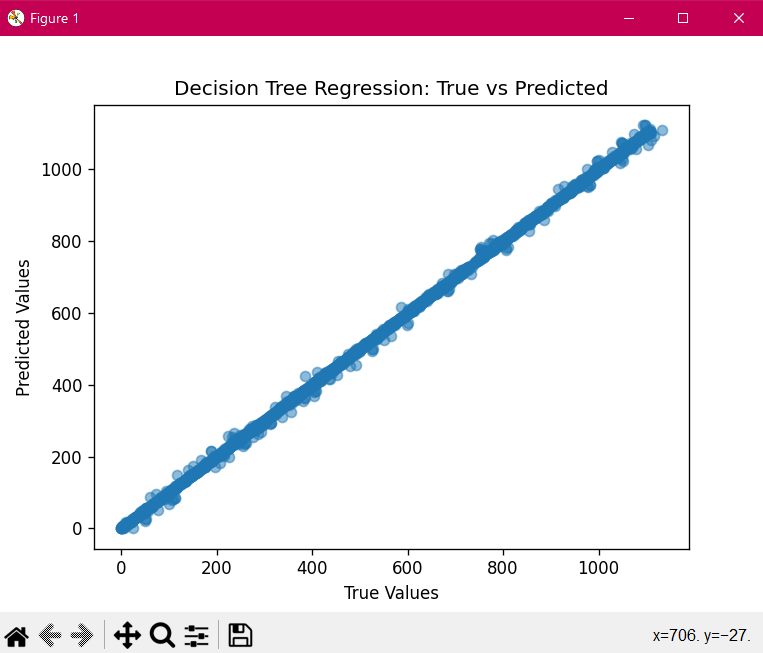 Figure 1
Decision Tree Regression: True vs Predicted
1000
800
600
400
200
0
Predicted Values
0 200 400 600 800 1000
True Values
x=706. y=−27.